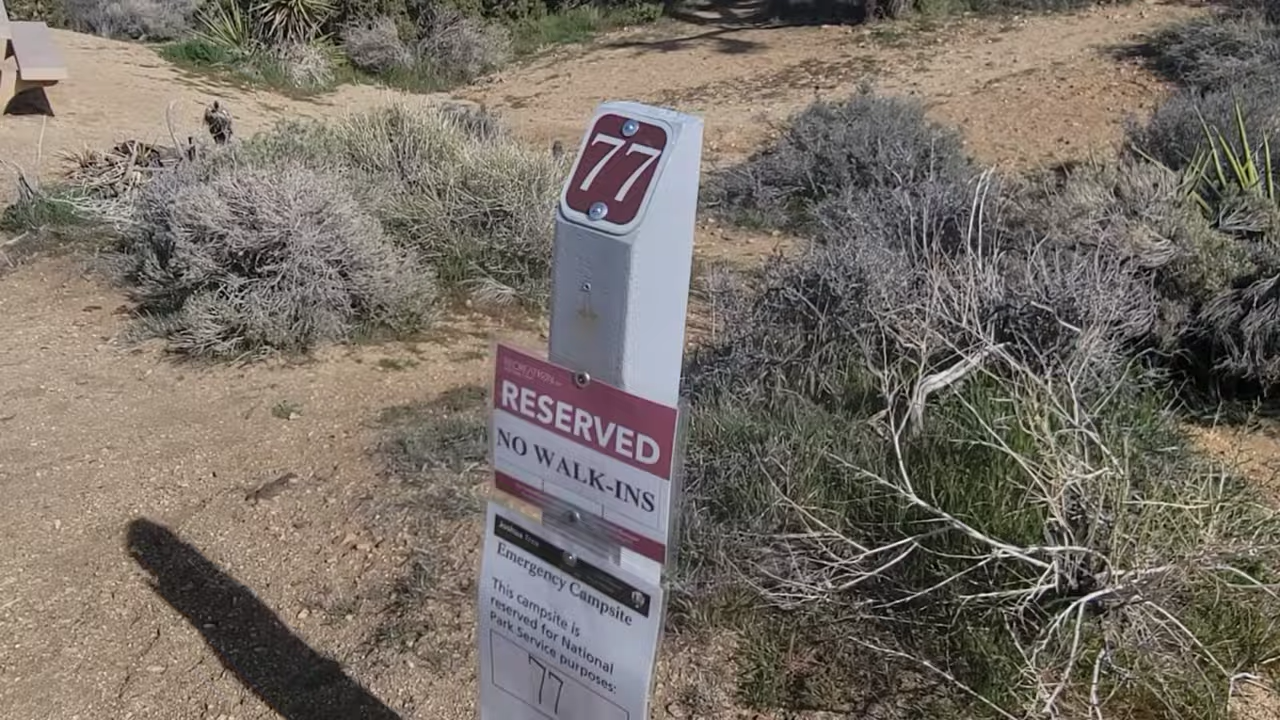 77
RESERVED
NO WALK-INS
Joshua Tree
Emergency Campsite
This campsite is
reserved for National
Park Service purposes:
77